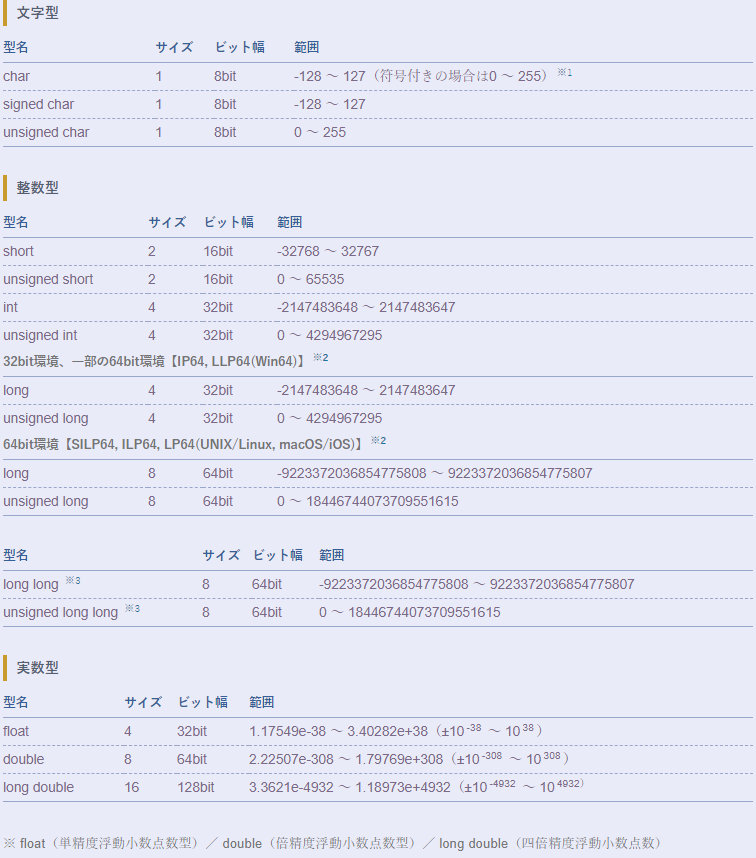 文字型
型名 サイズ ビット幅 範囲
char 1 8bit -128 ～ 127（符号付きの場合は0 ～ 255）※1
signed char 1 8bit -128 ～ 127
unsigned char 1 8bit 0 ～ 255
整数型
型名 サイズ ビット幅 範囲
short 2 16bit -32768 ～ 32767
unsigned short 2 16bit 0 ～ 65535
int 4 32bit -2147483648 ～ 2147483647
unsigned int 4 32bit 0 ～ 4294967295
32bit環境、一部の64bit環境【IP64, LLP64(Win64)】※2
long 4 32bit -2147483648 ～ 2147483647
unsigned long 4 32bit 0 ～ 4294967295
64bit環境【SILP64, ILP64, LP64(UNIX/Linux, macOS/iOS)】※2
long 8 64bit -9223372036854775808 ～ 9223372036854775807
unsigned long 8 64bit 0 ～ 18446744073709551615
型名 サイズ ビット幅 範囲
long long ※3 8 64bit -9223372036854775808 ～ 9223372036854775807
unsigned long long ※3 8 64bit 0 ～ 18446744073709551615
実数型
型名 サイズ ビット幅 範囲
float 4 32bit 1.17549e-38 ～ 3.40282e+38（±10 -38 ～ 10 38 ）
double 8 64bit 2.22507e-308 ～ 1.79769e+308（±10 -308 ～ 10 308 ）
long double 16 128bit 3.3621e-4932 ～ 1.18973e+4932（±10 -4932 ～ 10 4932）
※ float（単精度浮動小数点数型）／ double（倍精度浮動小数点数型）／ long double（四倍精度浮動小数点数）